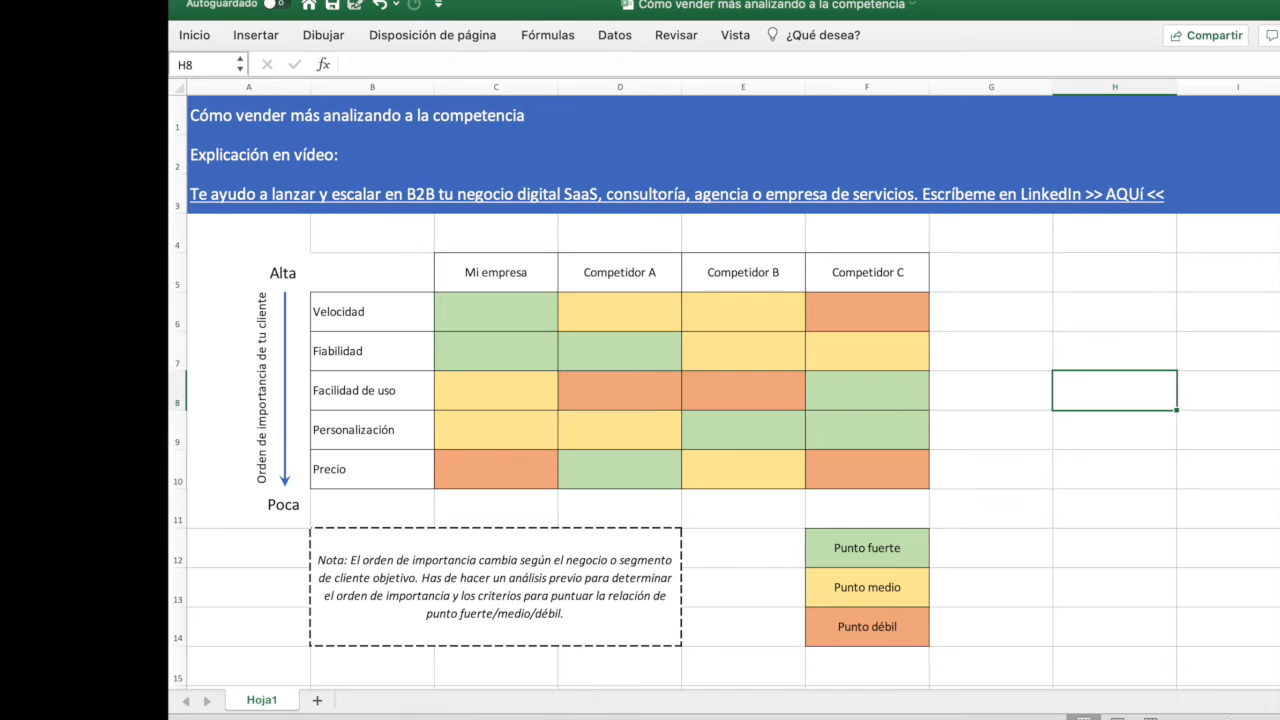 Autoguardado
Cómo vender más analizando a la competencia
Inicio Insertar Dibujar Disposición de página Fórmulas Datos Revisar Vista ¿Qué desea? Compartir
H8 fx
A B C D E F G H I
1 Cómo vender más analizando a la competencia
2 Explicación en vídeo:
3 Te ayudo a lanzar y escalar en B2B tu negocio digital SaaS, consultoría, agencia o empresa de servicios. Escríbeme en LinkedIn >> AQUí <<
4
5 Alta Mi empresa Competidor A Competidor B Competidor C
Orden de importancia de tu cliente
6 Velocidad
7 Fiabilidad
8 Facilidad de uso
9 Personalización
10 Precio
11 Poca
12 Punto fuerte
13 Punto medio
14 Punto débil
Nota: El orden de importancia cambia según el negocio o segmento
de cliente objetivo. Has de hacer un análisis previo para determinar
el orden de importancia y los criterios para puntuar la relación de
punto fuerte/medio/débil.
15
Hoja1 +